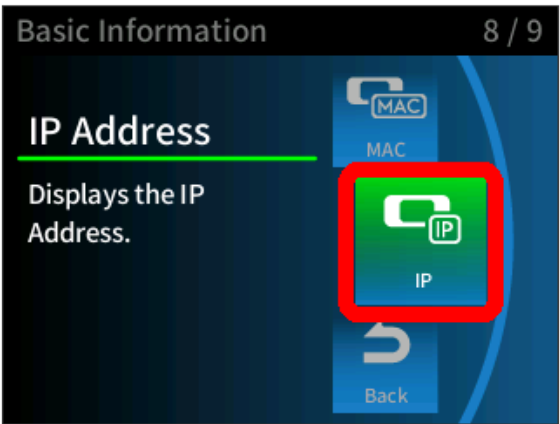 Basic Information 8 / 9
MAC
IP Address
MAC
Displays the IP
Address.
IP
IP
Back